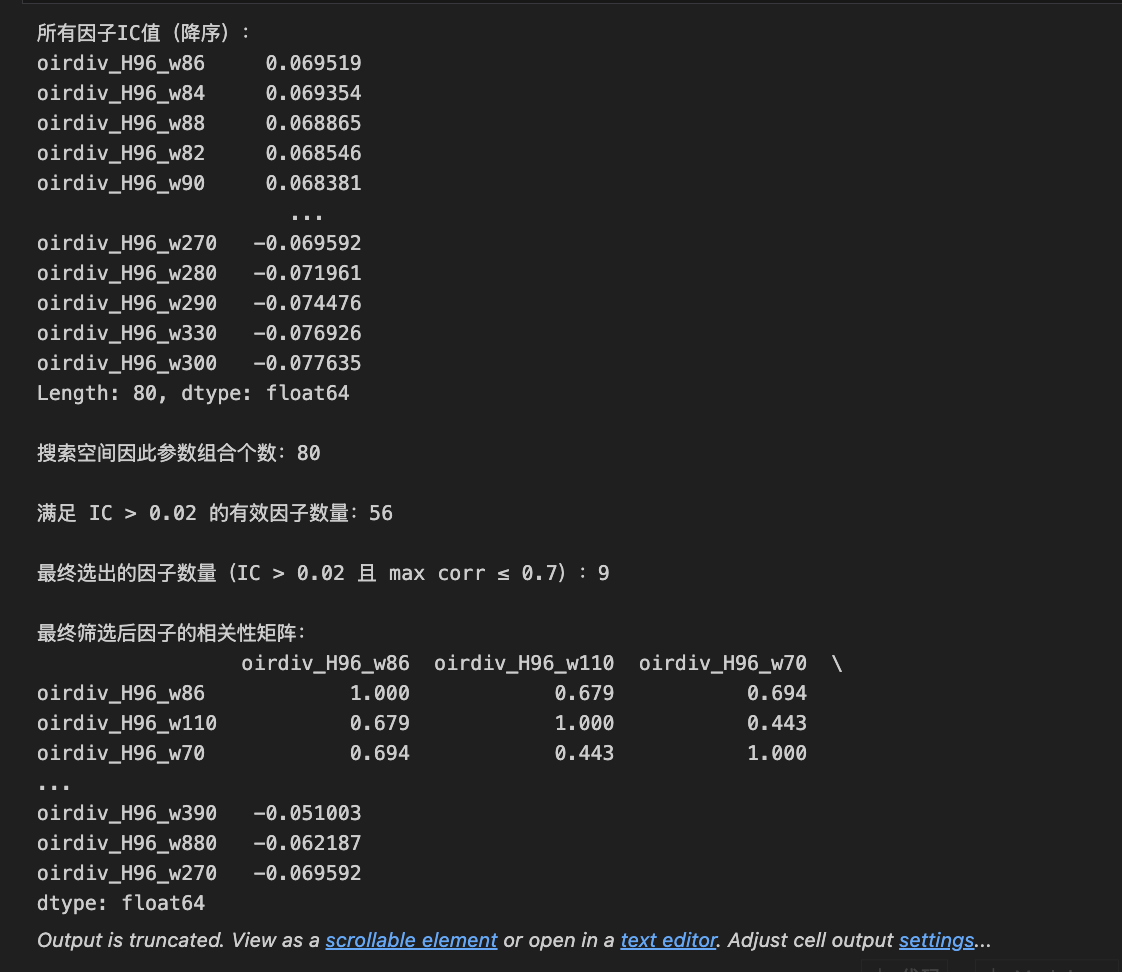 所有因子IC值（降序）：
oirdiv_H96_w86     0.069519
oirdiv_H96_w84     0.069354
oirdiv_H96_w88     0.068865
oirdiv_H96_w82     0.068546
oirdiv_H96_w90     0.068381
...
oirdiv_H96_w270   -0.069592
oirdiv_H96_w280   -0.071961
oirdiv_H96_w290   -0.074476
oirdiv_H96_w330   -0.076926
oirdiv_H96_w300   -0.077635
Length: 80, dtype: float64
搜索空间因此参数组合个数：80
满足 IC > 0.02 的有效因子数量：56
最终选出的因子数量（IC > 0.02 且 max corr ≤ 0.7）：9
最终筛选后因子的相关性矩阵：
oirdiv_H96_w86  oirdiv_H96_w110  oirdiv_H96_w70  \
oirdiv_H96_w86            1.000            0.679           0.694
oirdiv_H96_w110           0.679            1.000           0.443
oirdiv_H96_w70            0.694            0.443           1.000
...
oirdiv_H96_w390   -0.051003
oirdiv_H96_w880   -0.062187
oirdiv_H96_w270   -0.069592
dtype: float64
Output is truncated. View as a scrollable element or open in a text editor. Adjust cell output settings...